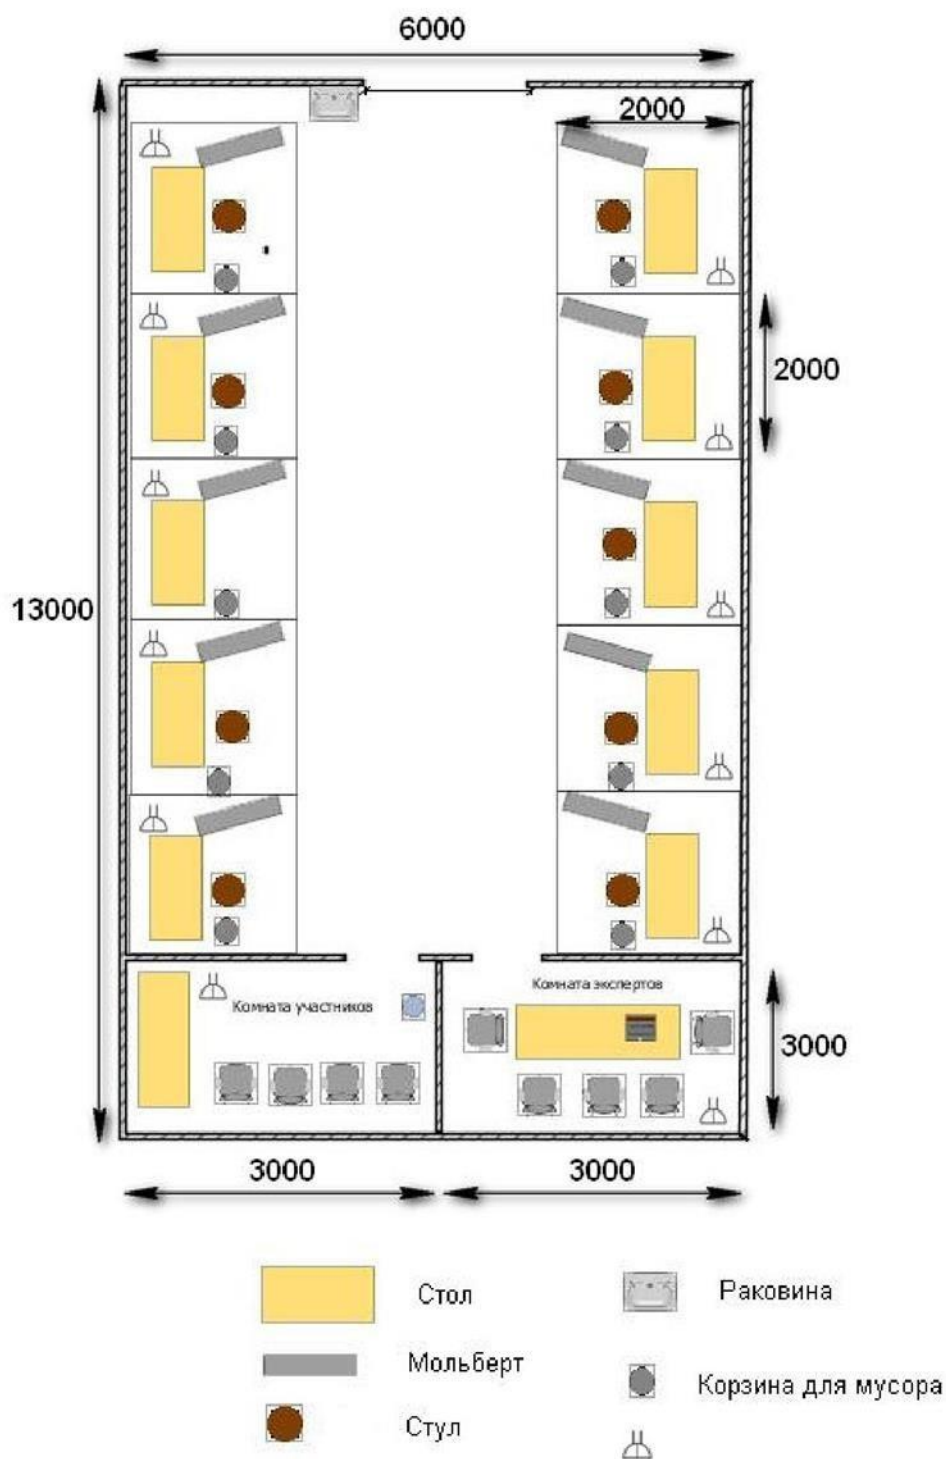 6000
2000
2000
13000
Комната участников
Комната экспертов
3000
3000
3000
Стол
Раковина
Мольберт
Корзина для мусора
Стул